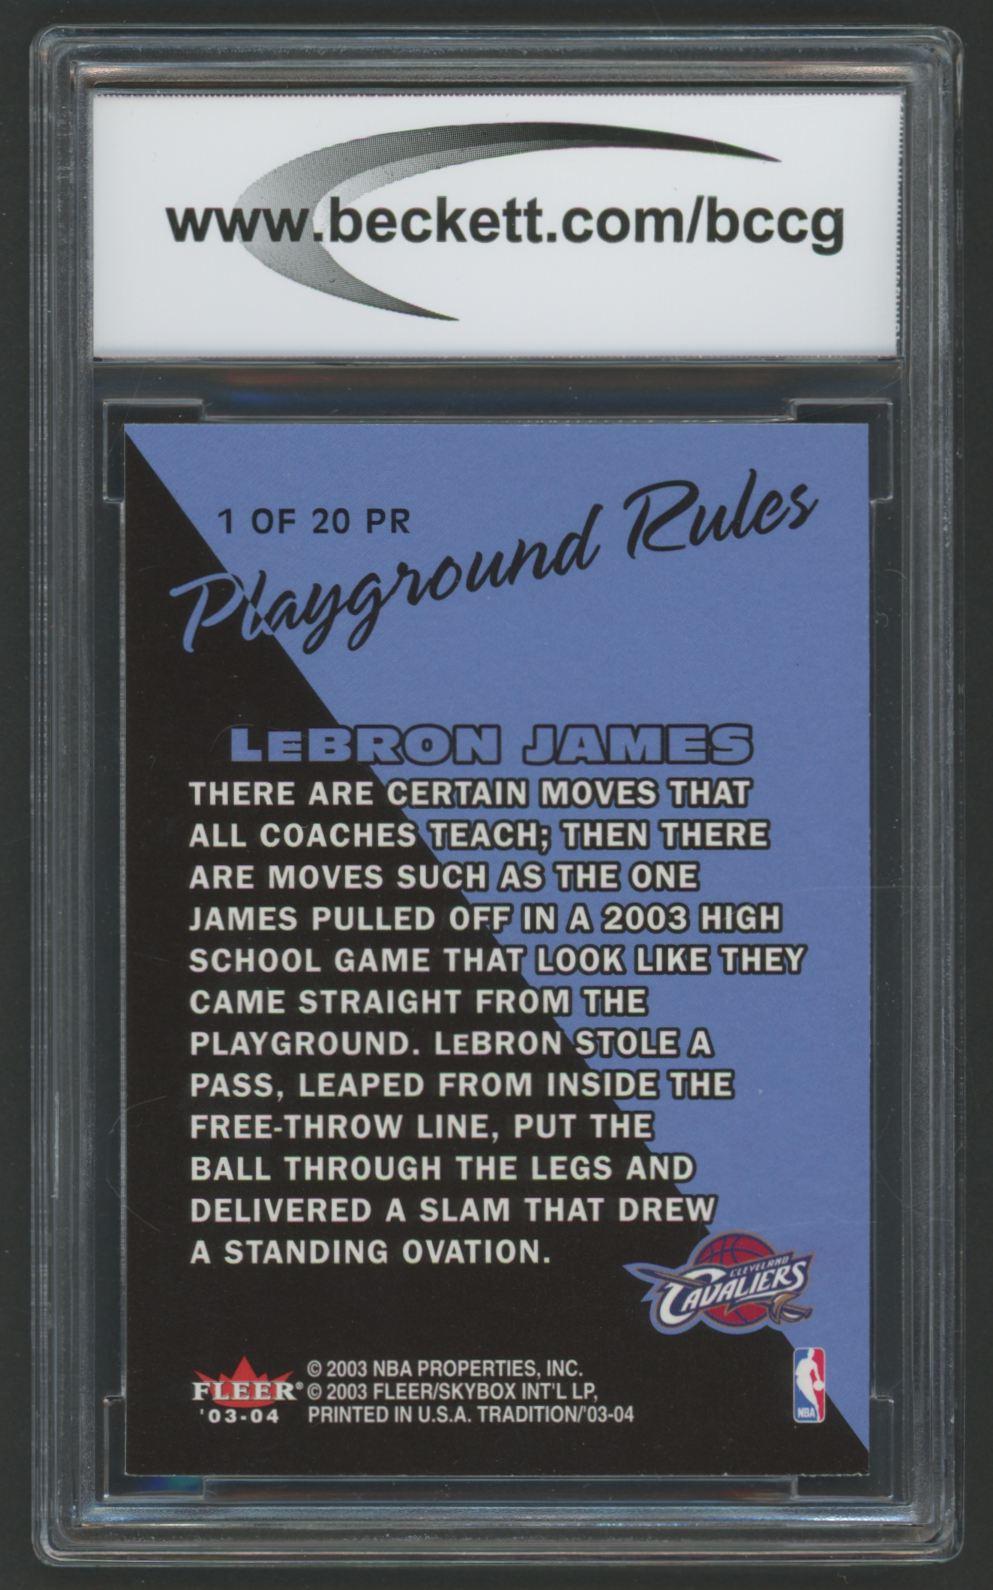 www.beckett.com/bccg
1 OF 20 PR
Playground Rules
LEBRON JAMES
THERE ARE CERTAIN MOVES THAT
ALL COACHES TEACH; THEN THERE
ARE MOVES SUCH AS THE ONE
JAMES PULLED OFF IN A 2003 HIGH
SCHOOL GAME THAT LOOK LIKE THEY
CAME STRAIGHT FROM THE
PLAYGROUND. LEBRON STOLE A
PASS, LEAPED FROM INSIDE THE
FREE-THROW LINE, PUT THE
BALL THROUGH THE LEGS AND
DELIVERED A SLAM THAT DREW
A STANDING OVATION.
CLEVELAND
CAVALIERS
FLEER®
'03-04
© 2003 NBA PROPERTIES, INC.
© 2003 FLEER/SKYBOX INT'L LP,
PRINTED IN U.S.A. TRADITION/'03-04
NBA